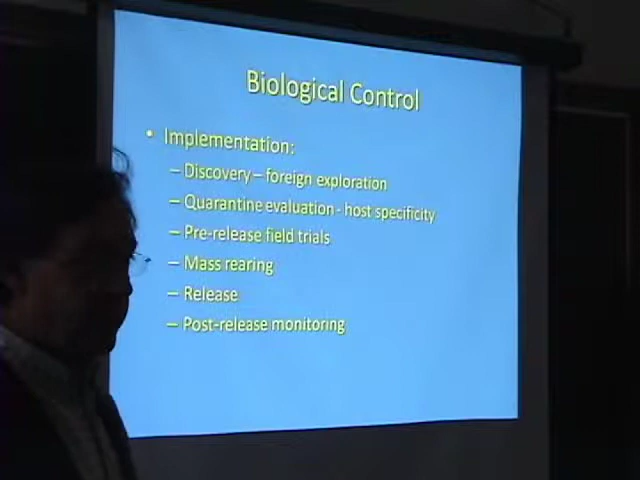 Biological Control
• Implementation:
– Discovery – foreign exploration
– Quarantine evaluation - host specificity
– Pre-release field trials
– Mass rearing
– Release
– Post-release monitoring